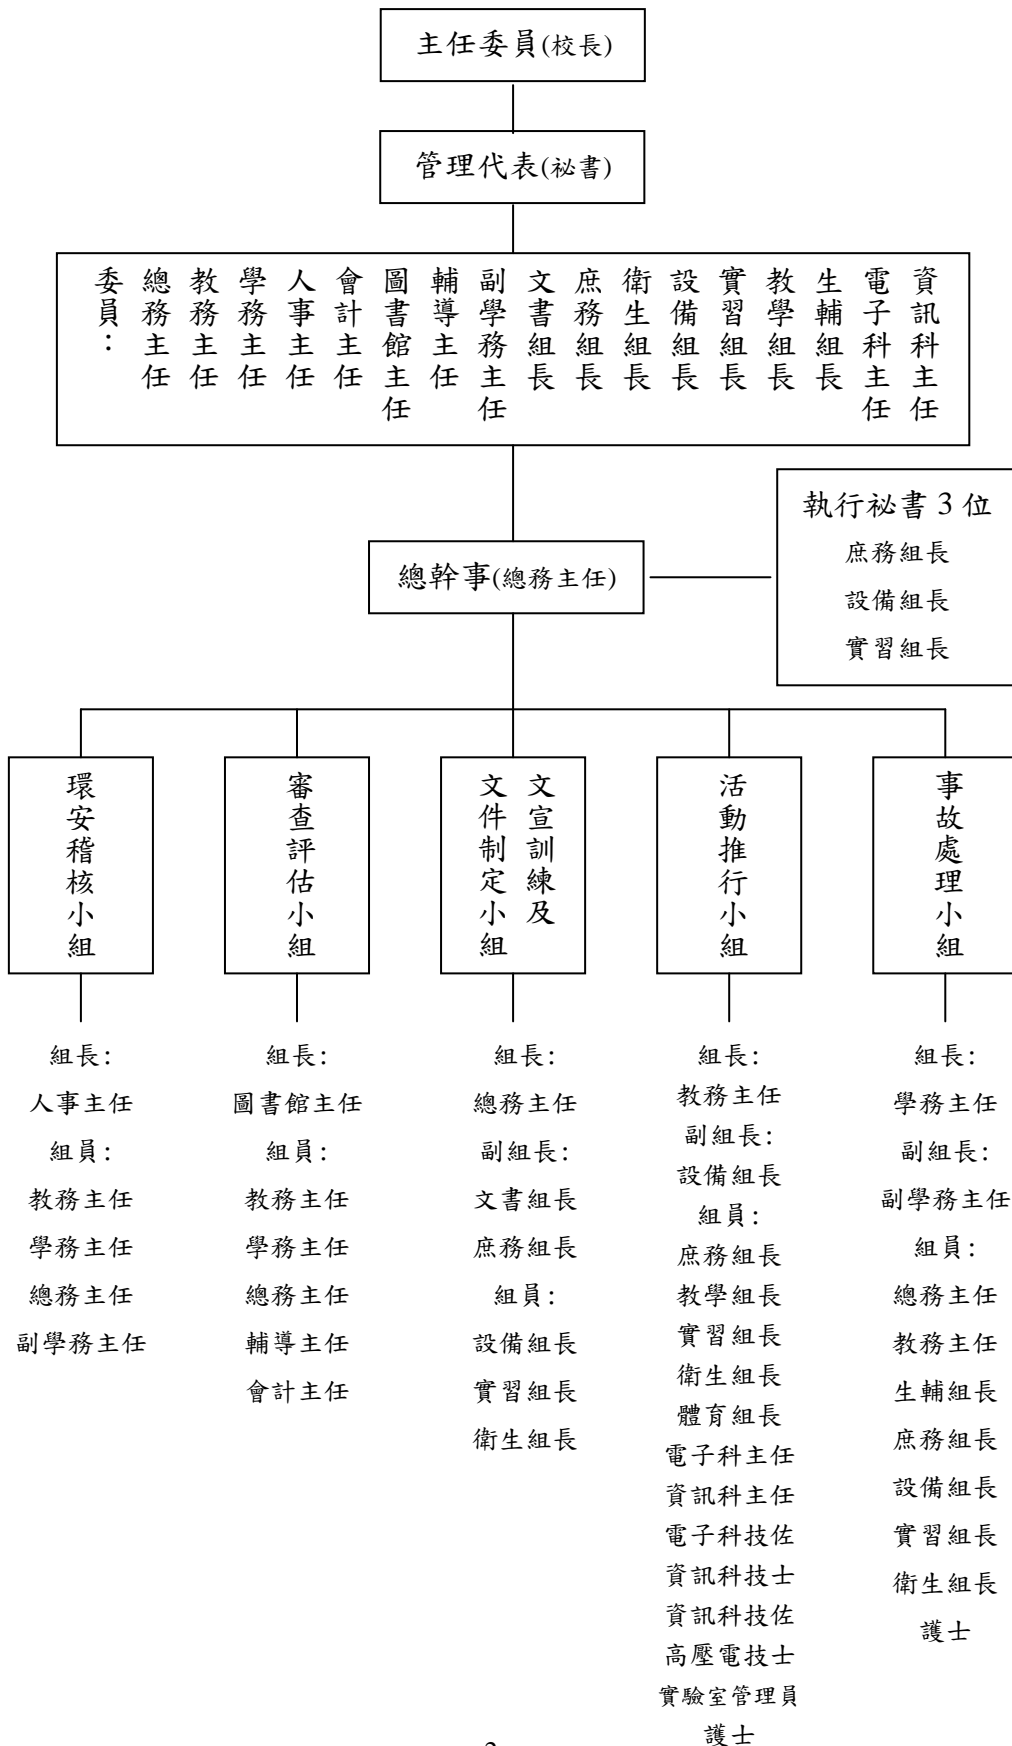 主任委員(校長)
管理代表(祕書)
委員：
總務主任
教務主任
學務主任
人事主任
會計主任
圖書館主任
輔導主任
副學務主任
文書組長
庶務組長
衛生組長
設備組長
實習組長
教學組長
生輔組長
電子科主任
資訊科主任
執行祕書 3 位
庶務組長
設備組長
實習組長
總幹事(總務主任)
環安稽核小組
組長：
人事主任
組員：
教務主任
學務主任
總務主任
副學務主任
審查評估小組
組長：
圖書館主任
組員：
教務主任
學務主任
總務主任
輔導主任
會計主任
文宣訓練及
文件制定小組
組長：
總務主任
副組長：
文書組長
庶務組長
組員：
設備組長
實習組長
衛生組長
活動推行小組
組長：
教務主任
副組長：
設備組長
組員：
庶務組長
教學組長
實習組長
衛生組長
體育組長
電子科主任
資訊科主任
電子科技佐
資訊科技士
資訊科技佐
高壓電技士
實驗室管理員
護士
事故處理小組
組長：
學務主任
副組長：
副學務主任
組員：
總務主任
教務主任
生輔組長
庶務組長
設備組長
實習組長
衛生組長
護士